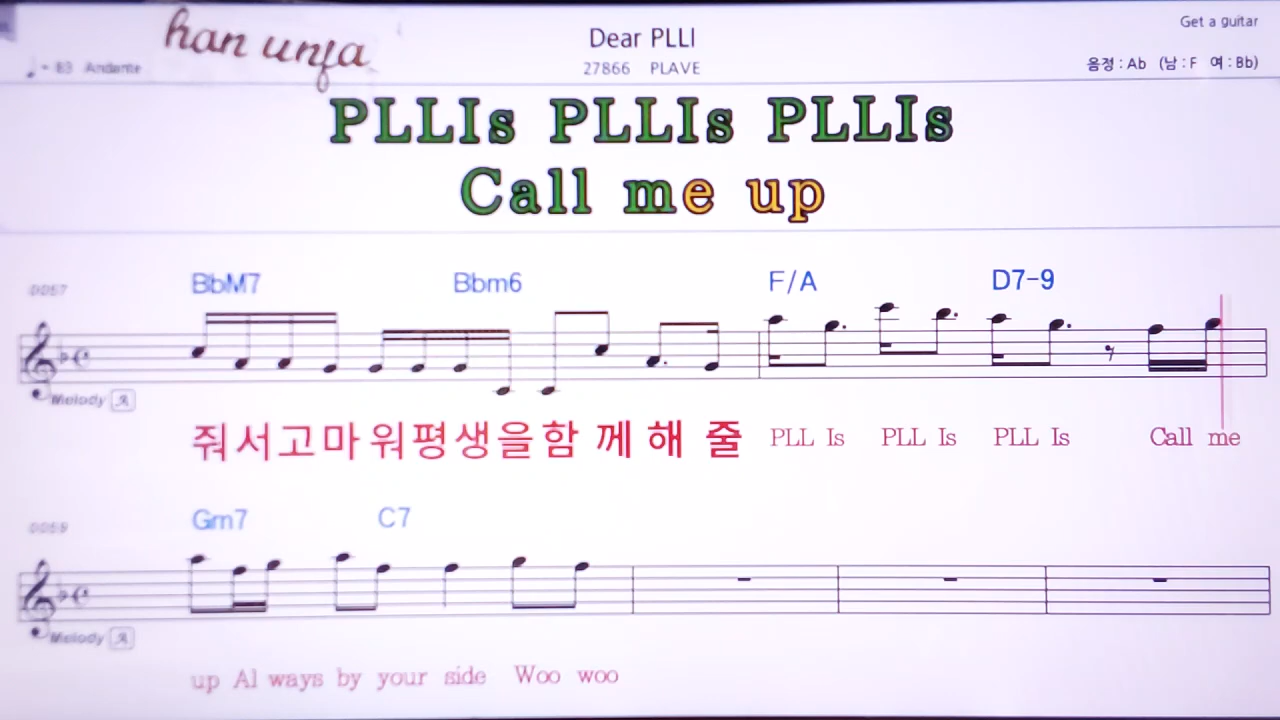 han unfa
Dear PLLI
Get a guitar
♩= 83 Andante
27866 PLAVE
음정 : Ab (남 : F 여 : Bb)
PLLIs PLLIs PLLIs
Call me up
0057
BbM7 Bbm6 F/A D7-9
Melody
줘서고마워평생을함께해줄 PLL Is PLL Is PLL Is Call me
0059
Gm7 C7
Melody
up Al ways by your side Woo woo